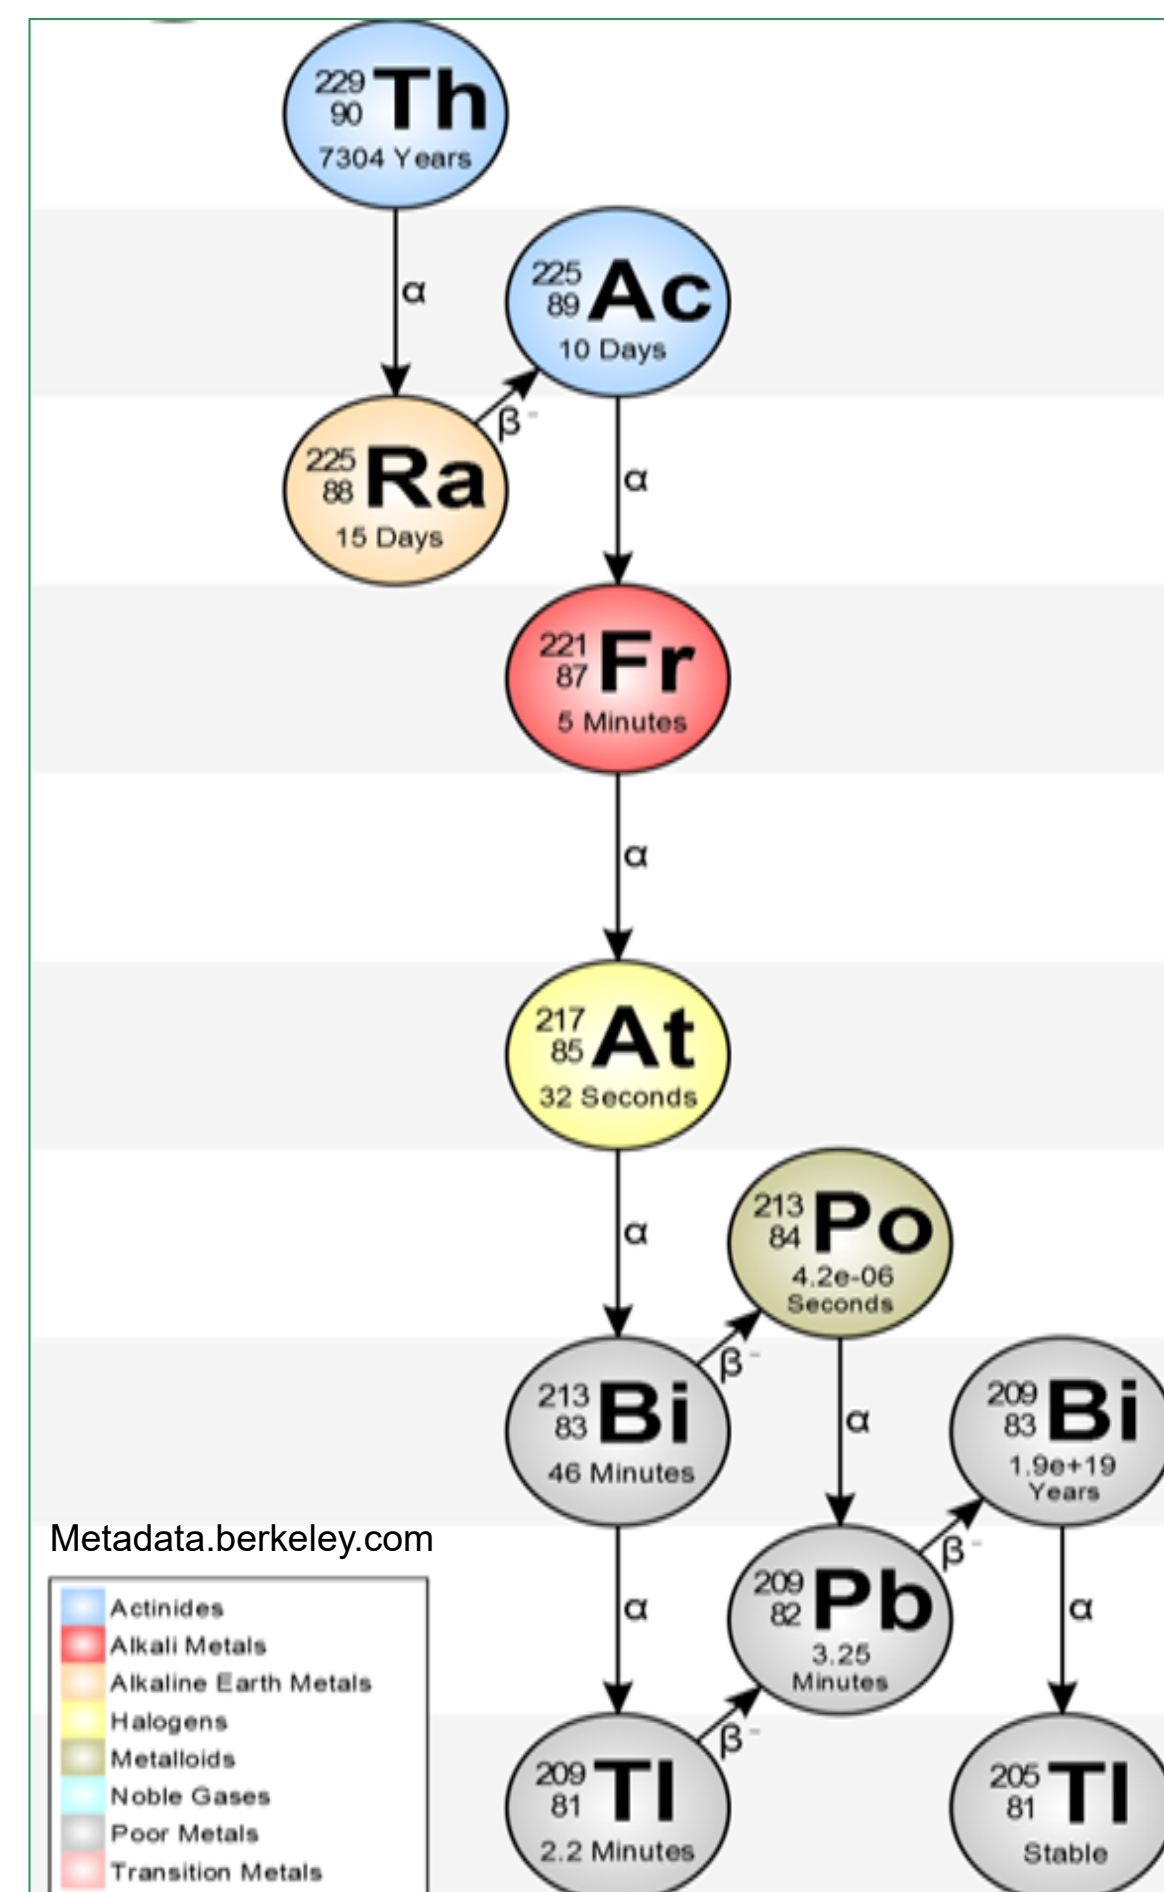 229
90
Th
7304 Years
α
225
89
Ac
10 Days
β-
225
88
Ra
15 Days
α
221
87
Fr
5 Minutes
α
217
85
At
32 Seconds
α
213
84
Po
4.2e-06
Seconds
β-
213
83
Bi
46 Minutes
α
209
83
Bi
1.9e+19
Years
β-
α
209
82
Pb
3.25
Minutes
α
β-
209
81
Tl
2.2 Minutes
205
81
Tl
Stable
Metadata.berkeley.com
Actinides
Alkali Metals
Alkaline Earth Metals
Halogens
Metalloids
Noble Gases
Poor Metals
Transition Metals